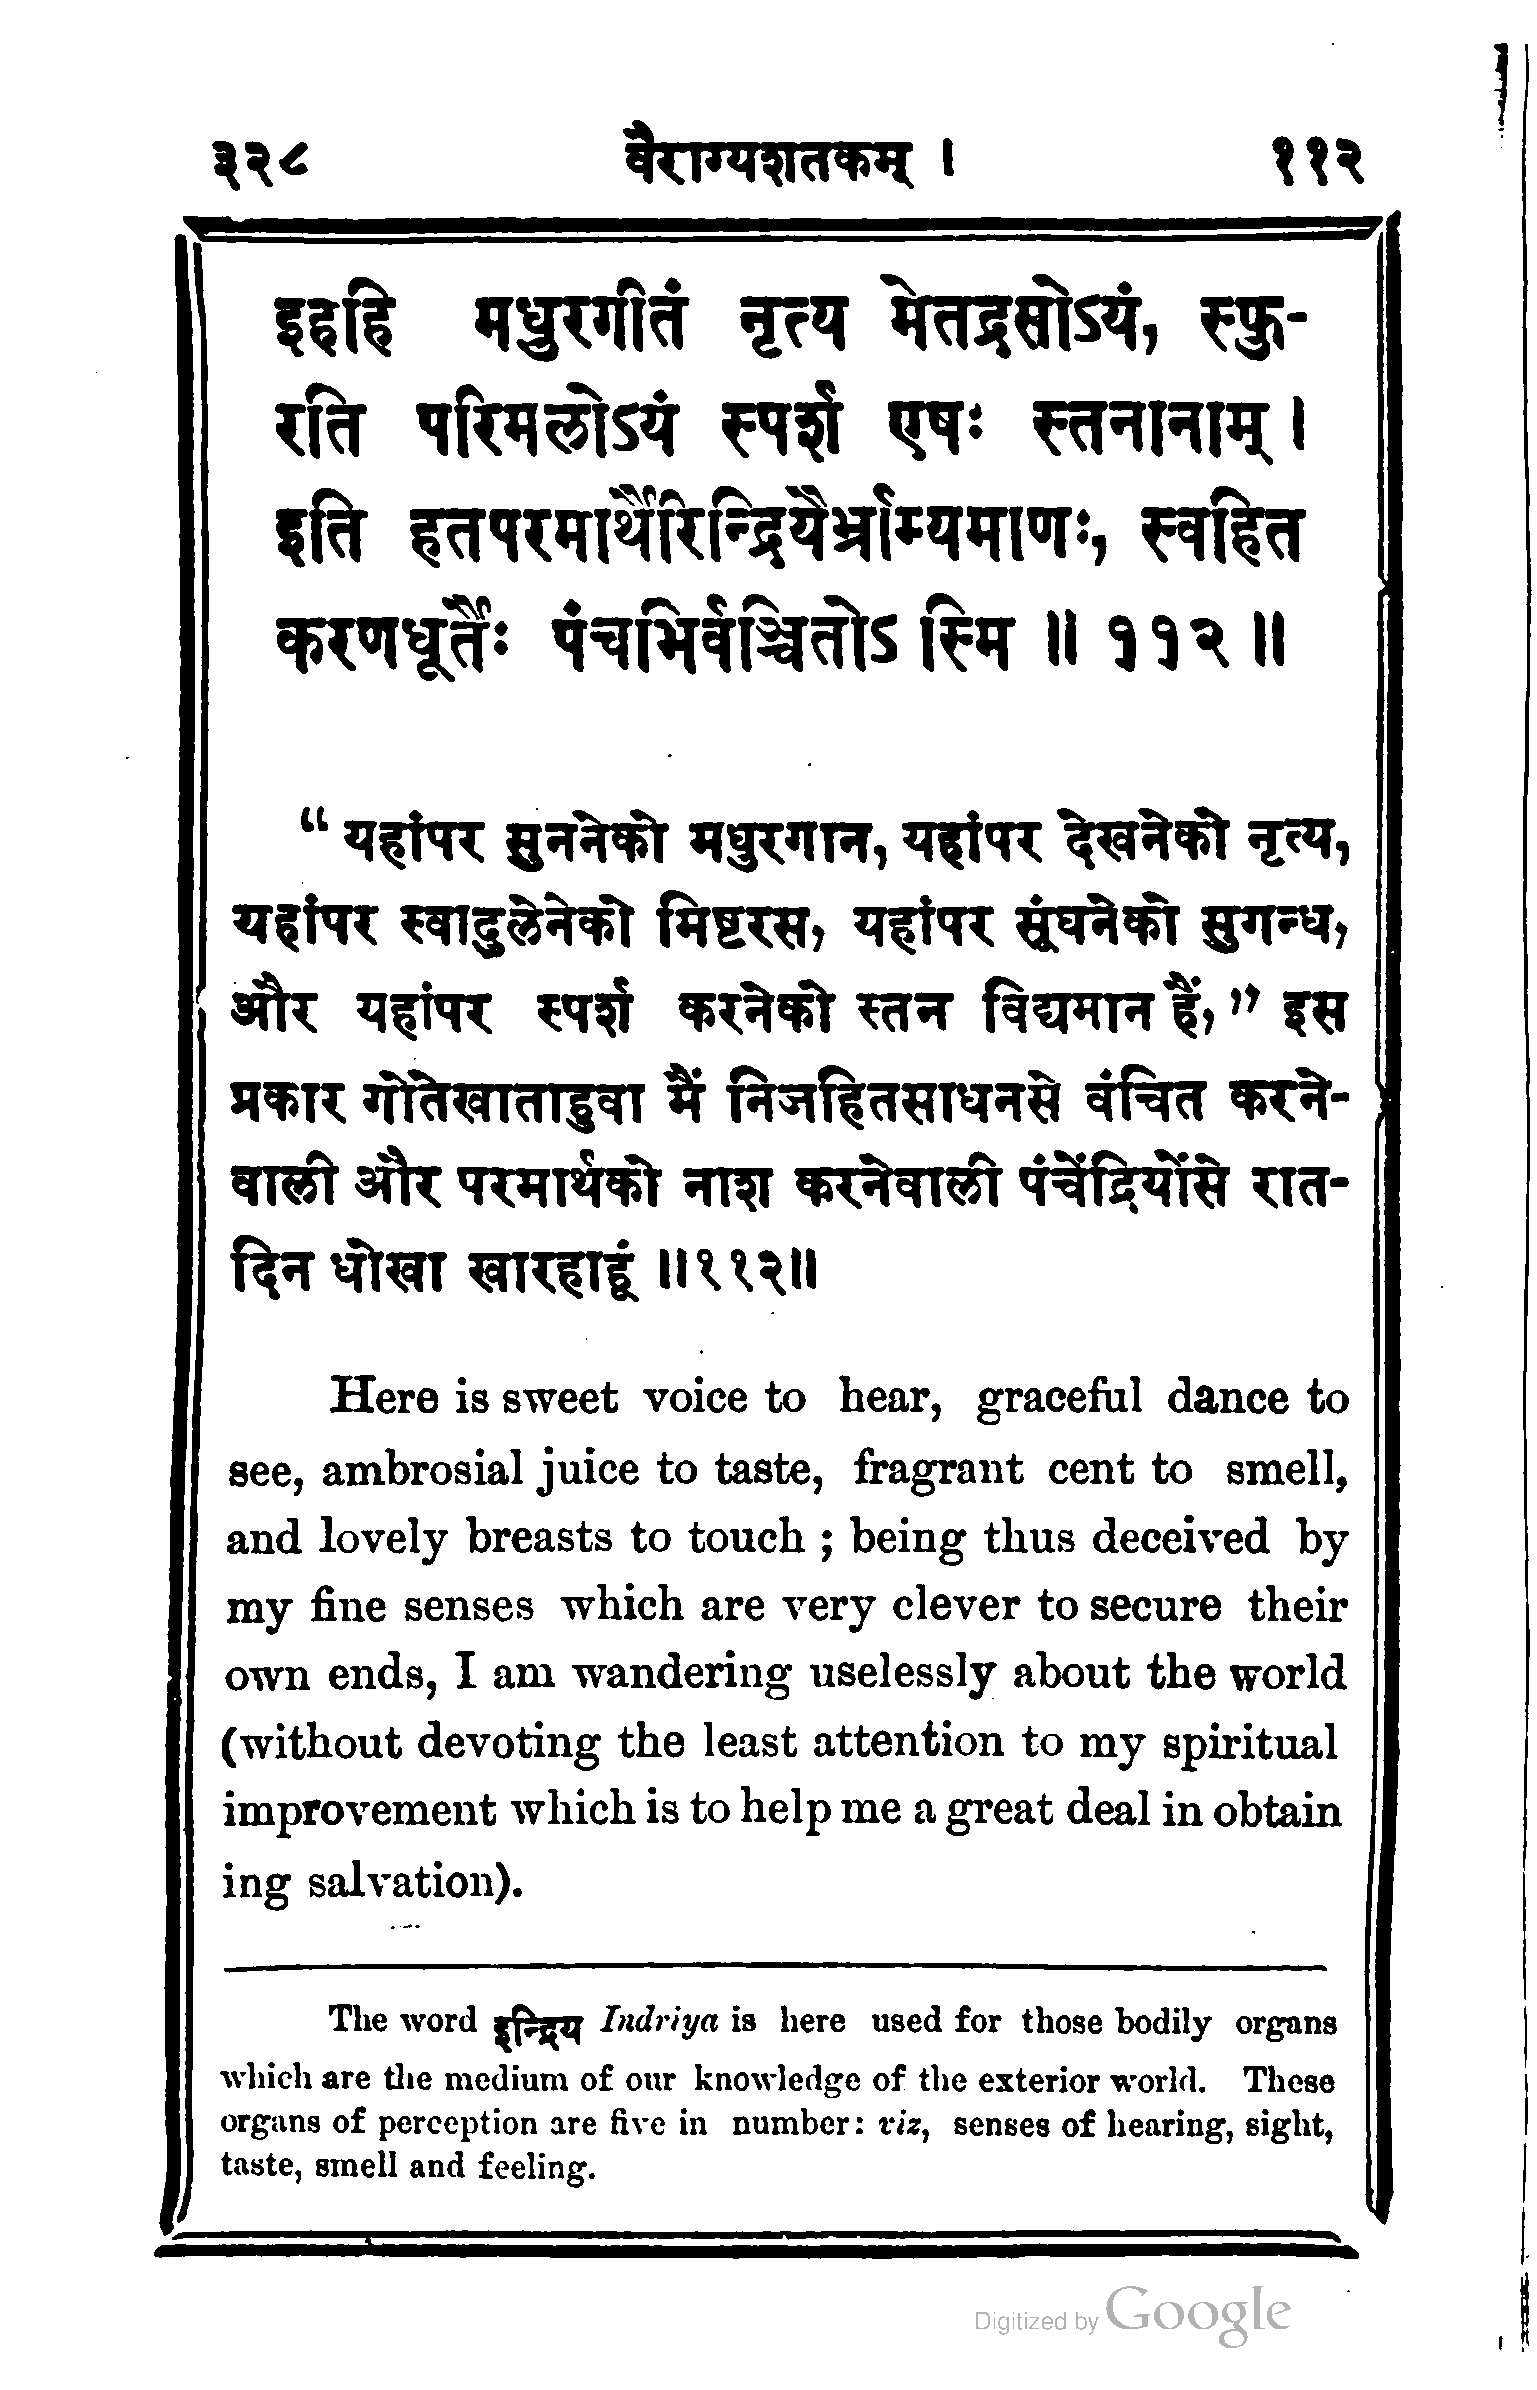 ३२८ वैराग्यशतकम् । ११२
इहहि मधुरगीतं नृत्य मेतद्रसोऽयं, स्फु-
रति परिमलोऽयं स्पर्श एषः स्तनानाम् ।
इति हतपरमार्थैरिन्द्रियैर्भ्राम्यमाणः, स्वहित
करणधूर्तैः पंचभिर्वञ्चितोऽ स्मि ॥ ११२ ॥
“ यहांपर सुननेको मधुरगान, यहांपर देखनेको नृत्य,
यहांपर स्वादुलेनेको मिष्टरस, यहांपर सूंघनेको सुगन्ध,
और यहांपर स्पर्श करनेको स्तन विद्यमान हैं, ” इस
प्रकार गोतेखाताहुवा मैं निजहितसाधनसे वंचित करने-
वाली और परमार्थको नाश करनेवाली पंचेंद्रियोंसे रात-
दिन धोखा खारहाहूं ॥११२॥
Here is sweet voice to hear, graceful dance to
see, ambrosial juice to taste, fragrant cent to smell,
and lovely breasts to touch ; being thus deceived by
my fine senses which are very clever to secure their
own ends, I am wandering uselessly about the world
(without devoting the least attention to my spiritual
improvement which is to help me a great deal in obtain
ing salvation).
The word इन्द्रिय Indriya is here used for those bodily organs
which are the medium of our knowledge of the exterior world. These
organs of perception are five in number: viz, senses of hearing, sight,
taste, smell and feeling.
Digitized by Google